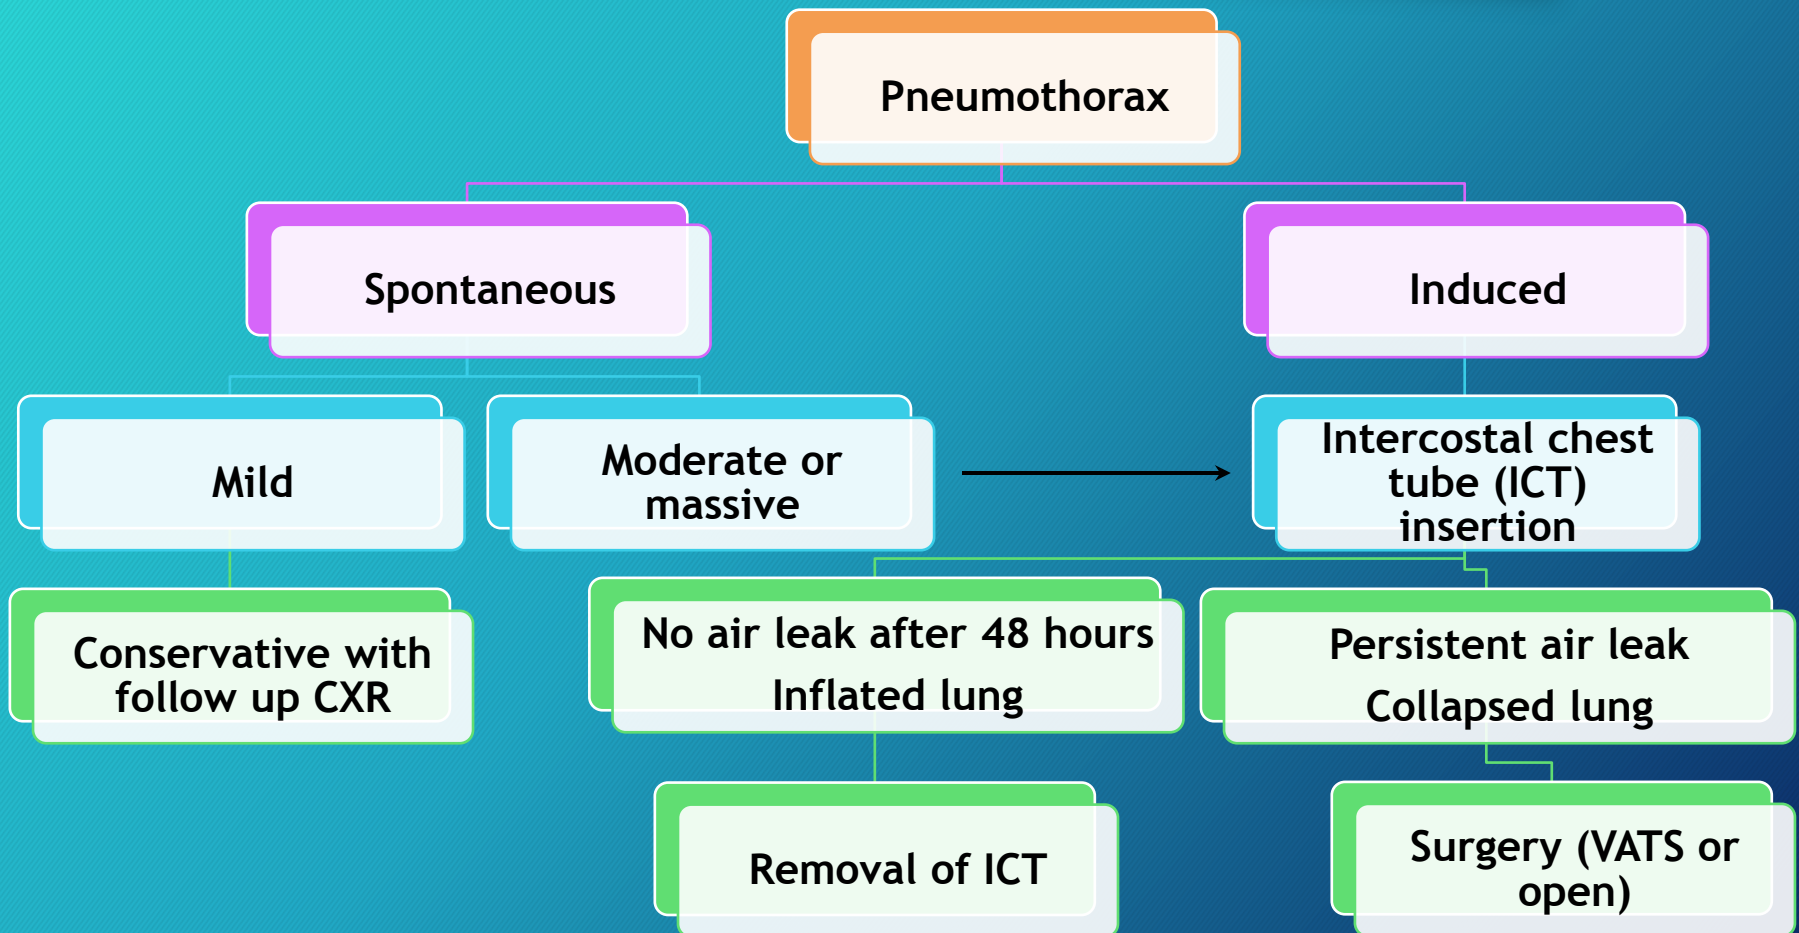 Pneumothorax
Spontaneous
Induced
Mild
Moderate or
massive
Intercostal chest
tube (ICT)
insertion
Conservative with
follow up CXR
No air leak after 48 hours
Inflated lung
Persistent air leak
Collapsed lung
Removal of ICT
Surgery (VATS or
open)